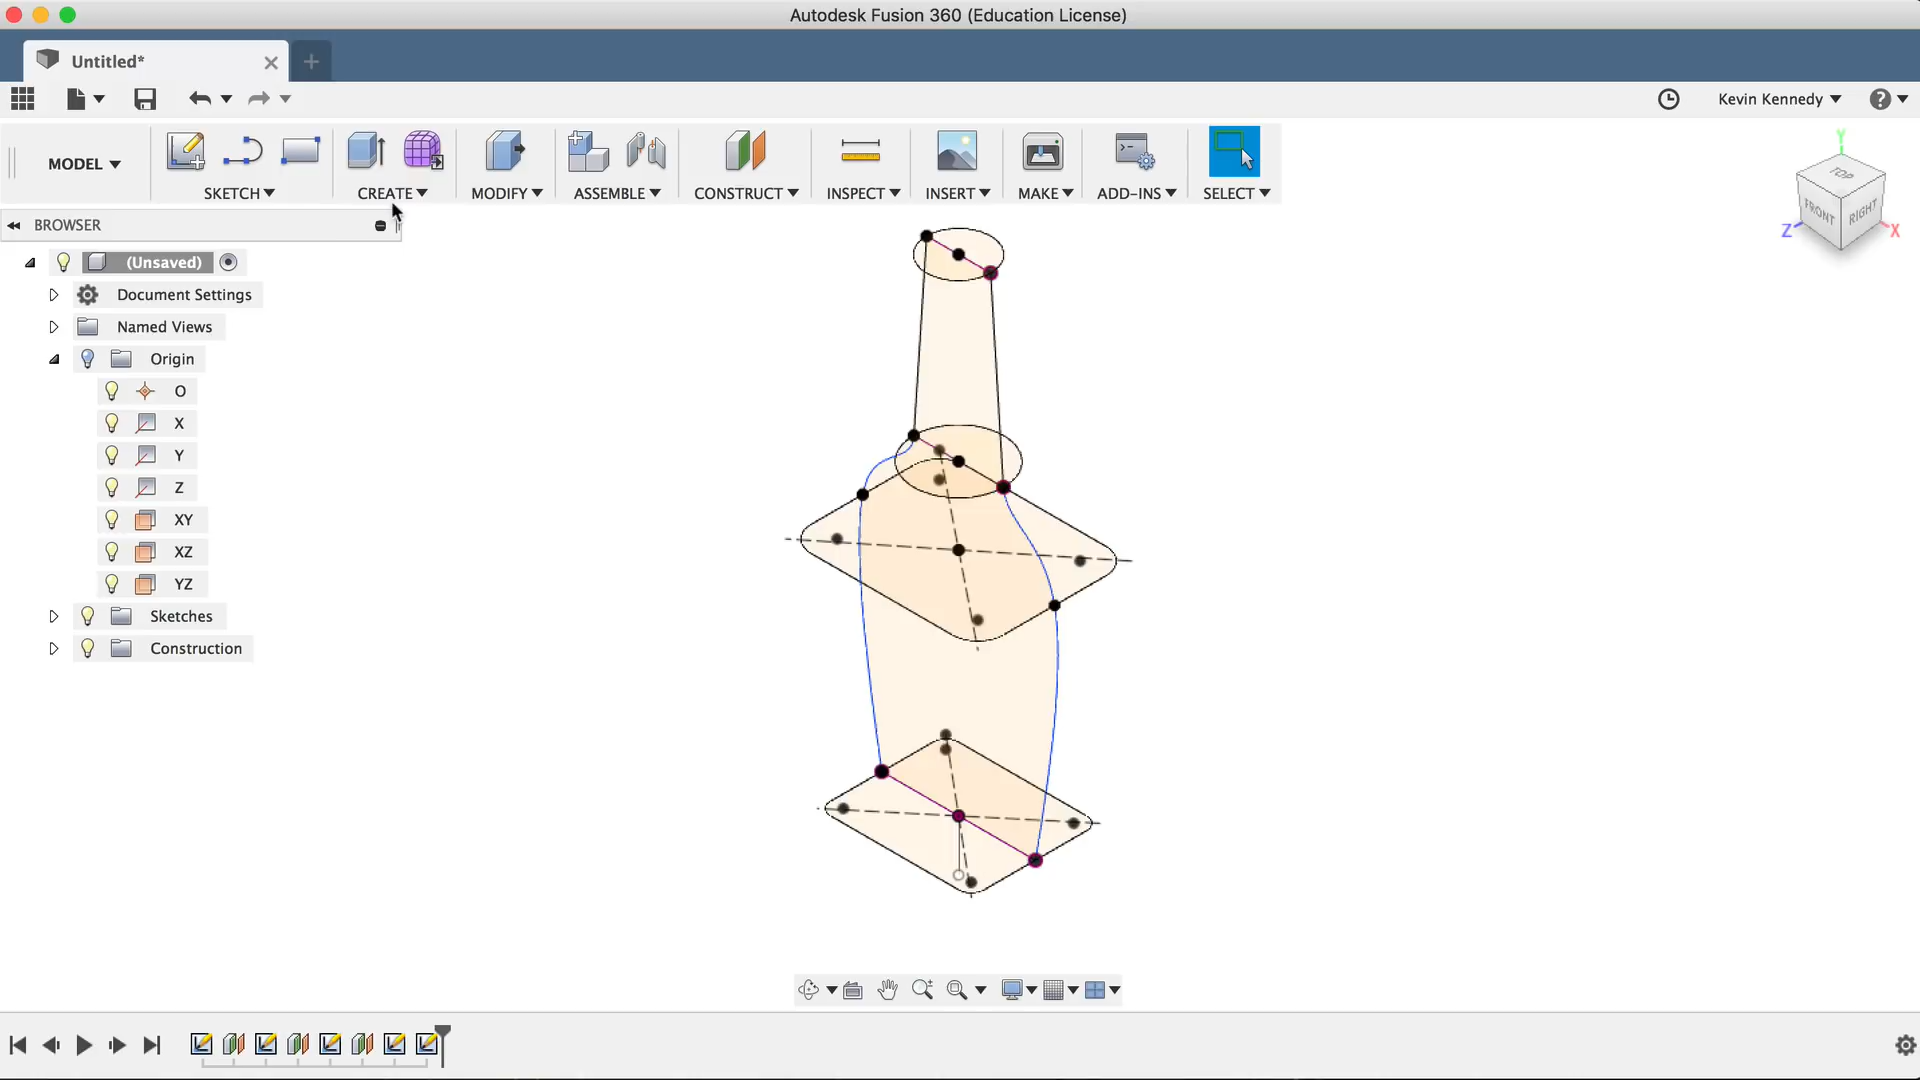 Autodesk Fusion 360 (Education License)
Untitled*
Kevin Kennedy
MODEL
SKETCH
CREATE
MODIFY
ASSEMBLE
CONSTRUCT
INSPECT
INSERT
MAKE
ADD-INS
SELECT
BROWSER
(Unsaved)
Document Settings
Named Views
Origin
O
X
Y
Z
XY
XZ
YZ
Sketches
Construction
Y
TOP
FRONT
RIGHT
Z
X